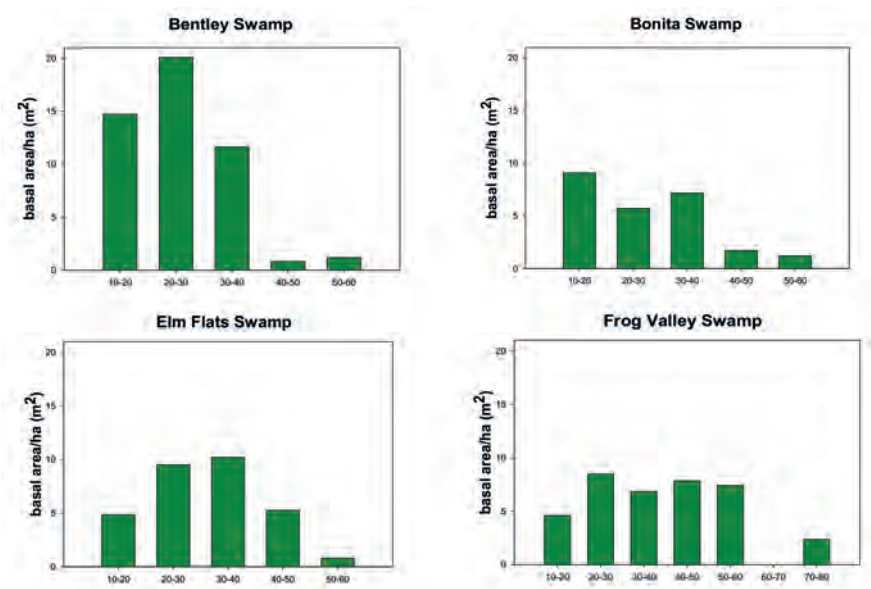 Bentley Swamp
basal area/ha (m²)
20
15
10
5
0
10-20 20-30 30-40 40-50 50-60
Bonita Swamp
basal area/ha (m²)
20
15
10
5
0
10-20 20-30 30-40 40-50 50-60
Elm Flats Swamp
basal area/ha (m²)
20
15
10
5
0
10-20 20-30 30-40 40-50 50-60
Frog Valley Swamp
basal area/ha (m²)
20
15
10
5
0
10-20 20-30 30-40 40-50 50-60 60-70 70-80